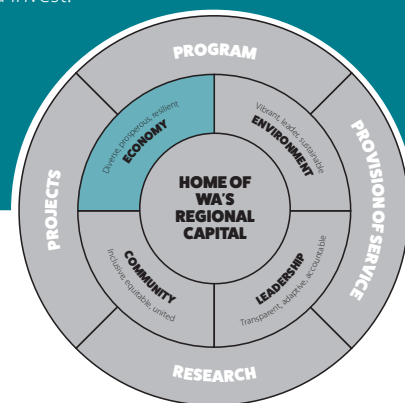 invest.
PROGRAM
Diverse, prosperous, resilient
ECONOMY
Vibrant, leader, sustainable
ENVIRONMENT
PROJECTS
HOME OF
WA'S
REGIONAL
CAPITAL
PROVISION OF SERVICE
COMMUNITY
Inclusive, equitable, united
LEADERSHIP
Transparent, adaptive, accountable
RESEARCH